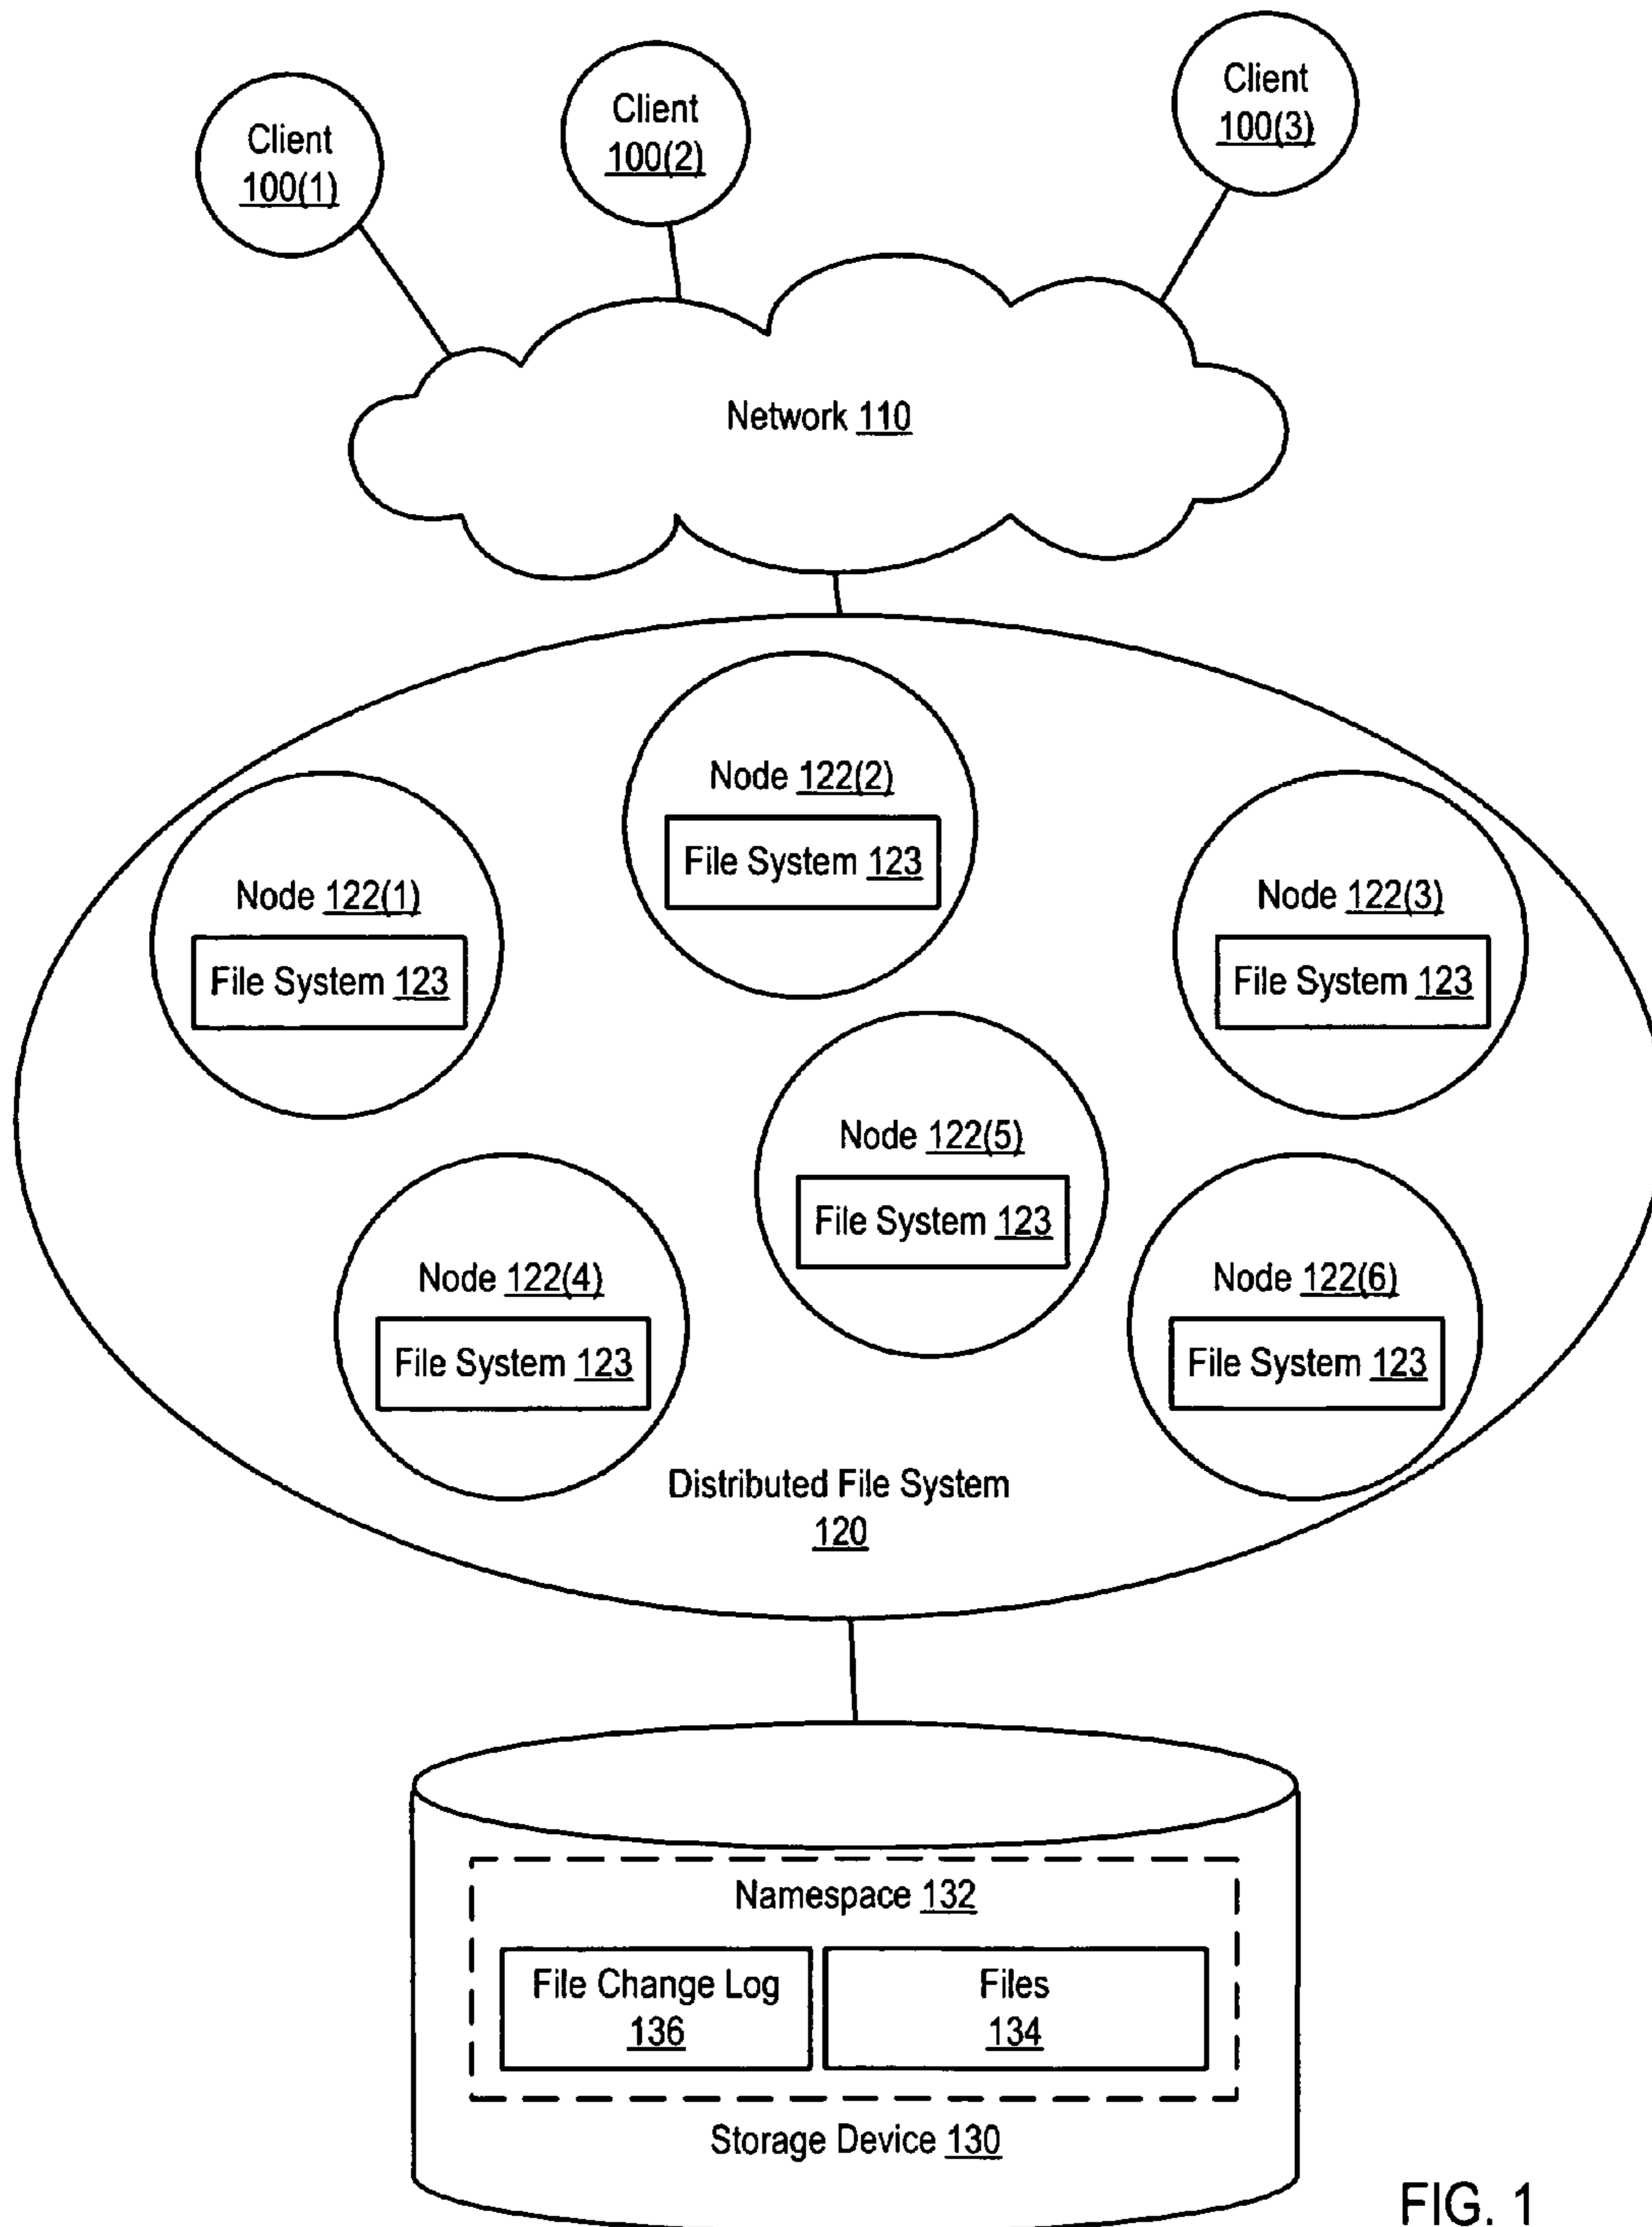 Client
100(1)
Client
100(2)
Client
100(3)
Network 110
Node 122(1)
File System 123
Node 122(2)
File System 123
Node 122(3)
File System 123
Node 122(4)
File System 123
Node 122(5)
File System 123
Node 122(6)
File System 123
Distributed File System
120
Namespace 132
File Change Log
136
Files
134
Storage Device 130
FIG. 1